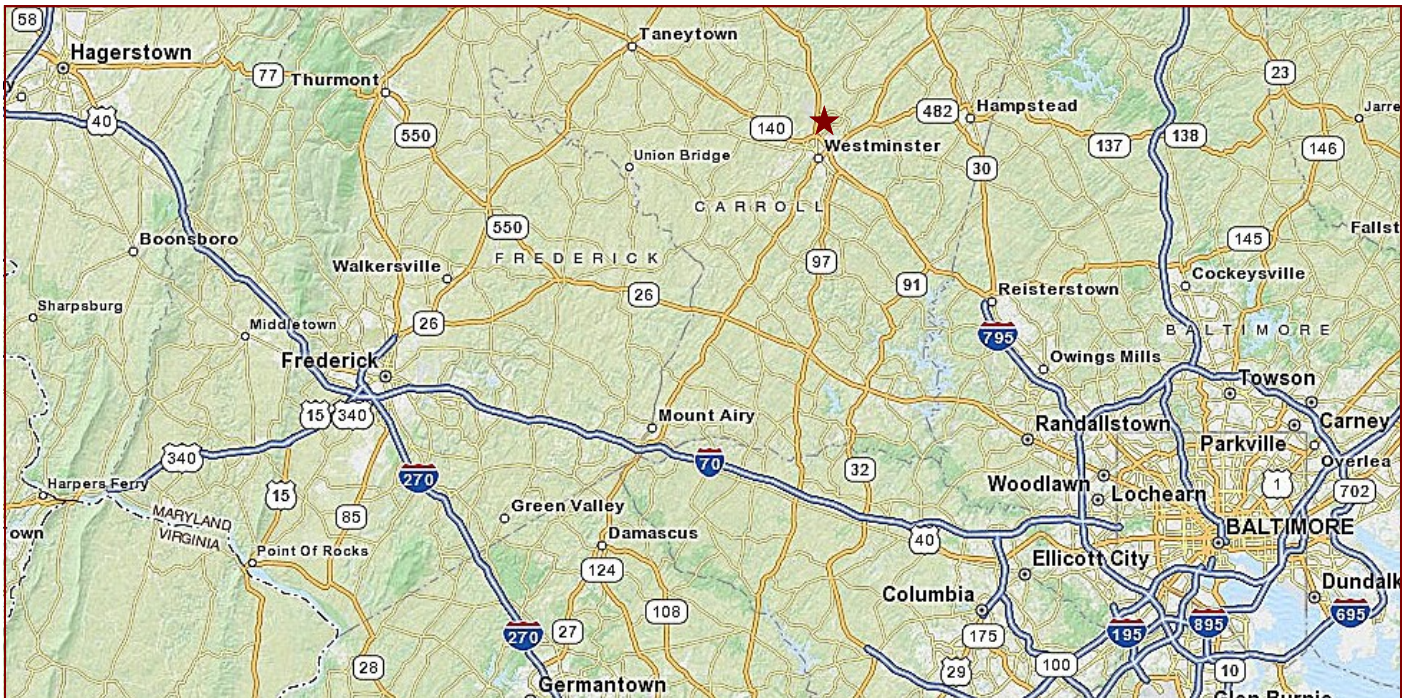 58
Hagerstown
Taneytown
77
Thurmont
23
40
550
482
Hampstead
140
137
138
Westminster
146
Union Bridge
30
CARROLL
550
Boonsboro
145
Walkersville
FREDERICK
97
Cockeysville
26
91
Reisterstown
Sharpsburg
Middletown
26
BALTIMORE
795
Frederick
Owings Mills
Towson
15
340
Mount Airy
Randallstown
Carney
Parkville
340
70
Overlea
270
32
Harpers Ferry
Woodlawn
Lochearn
1
702
15
85
MARYLAND
VIRGINIA
Green Valley
BALTIMORE
Damascus
40
Point Of Rocks
Ellicott City
124
Columbia
108
695
270
27
175
195
895
28
29
100
10
Germantown